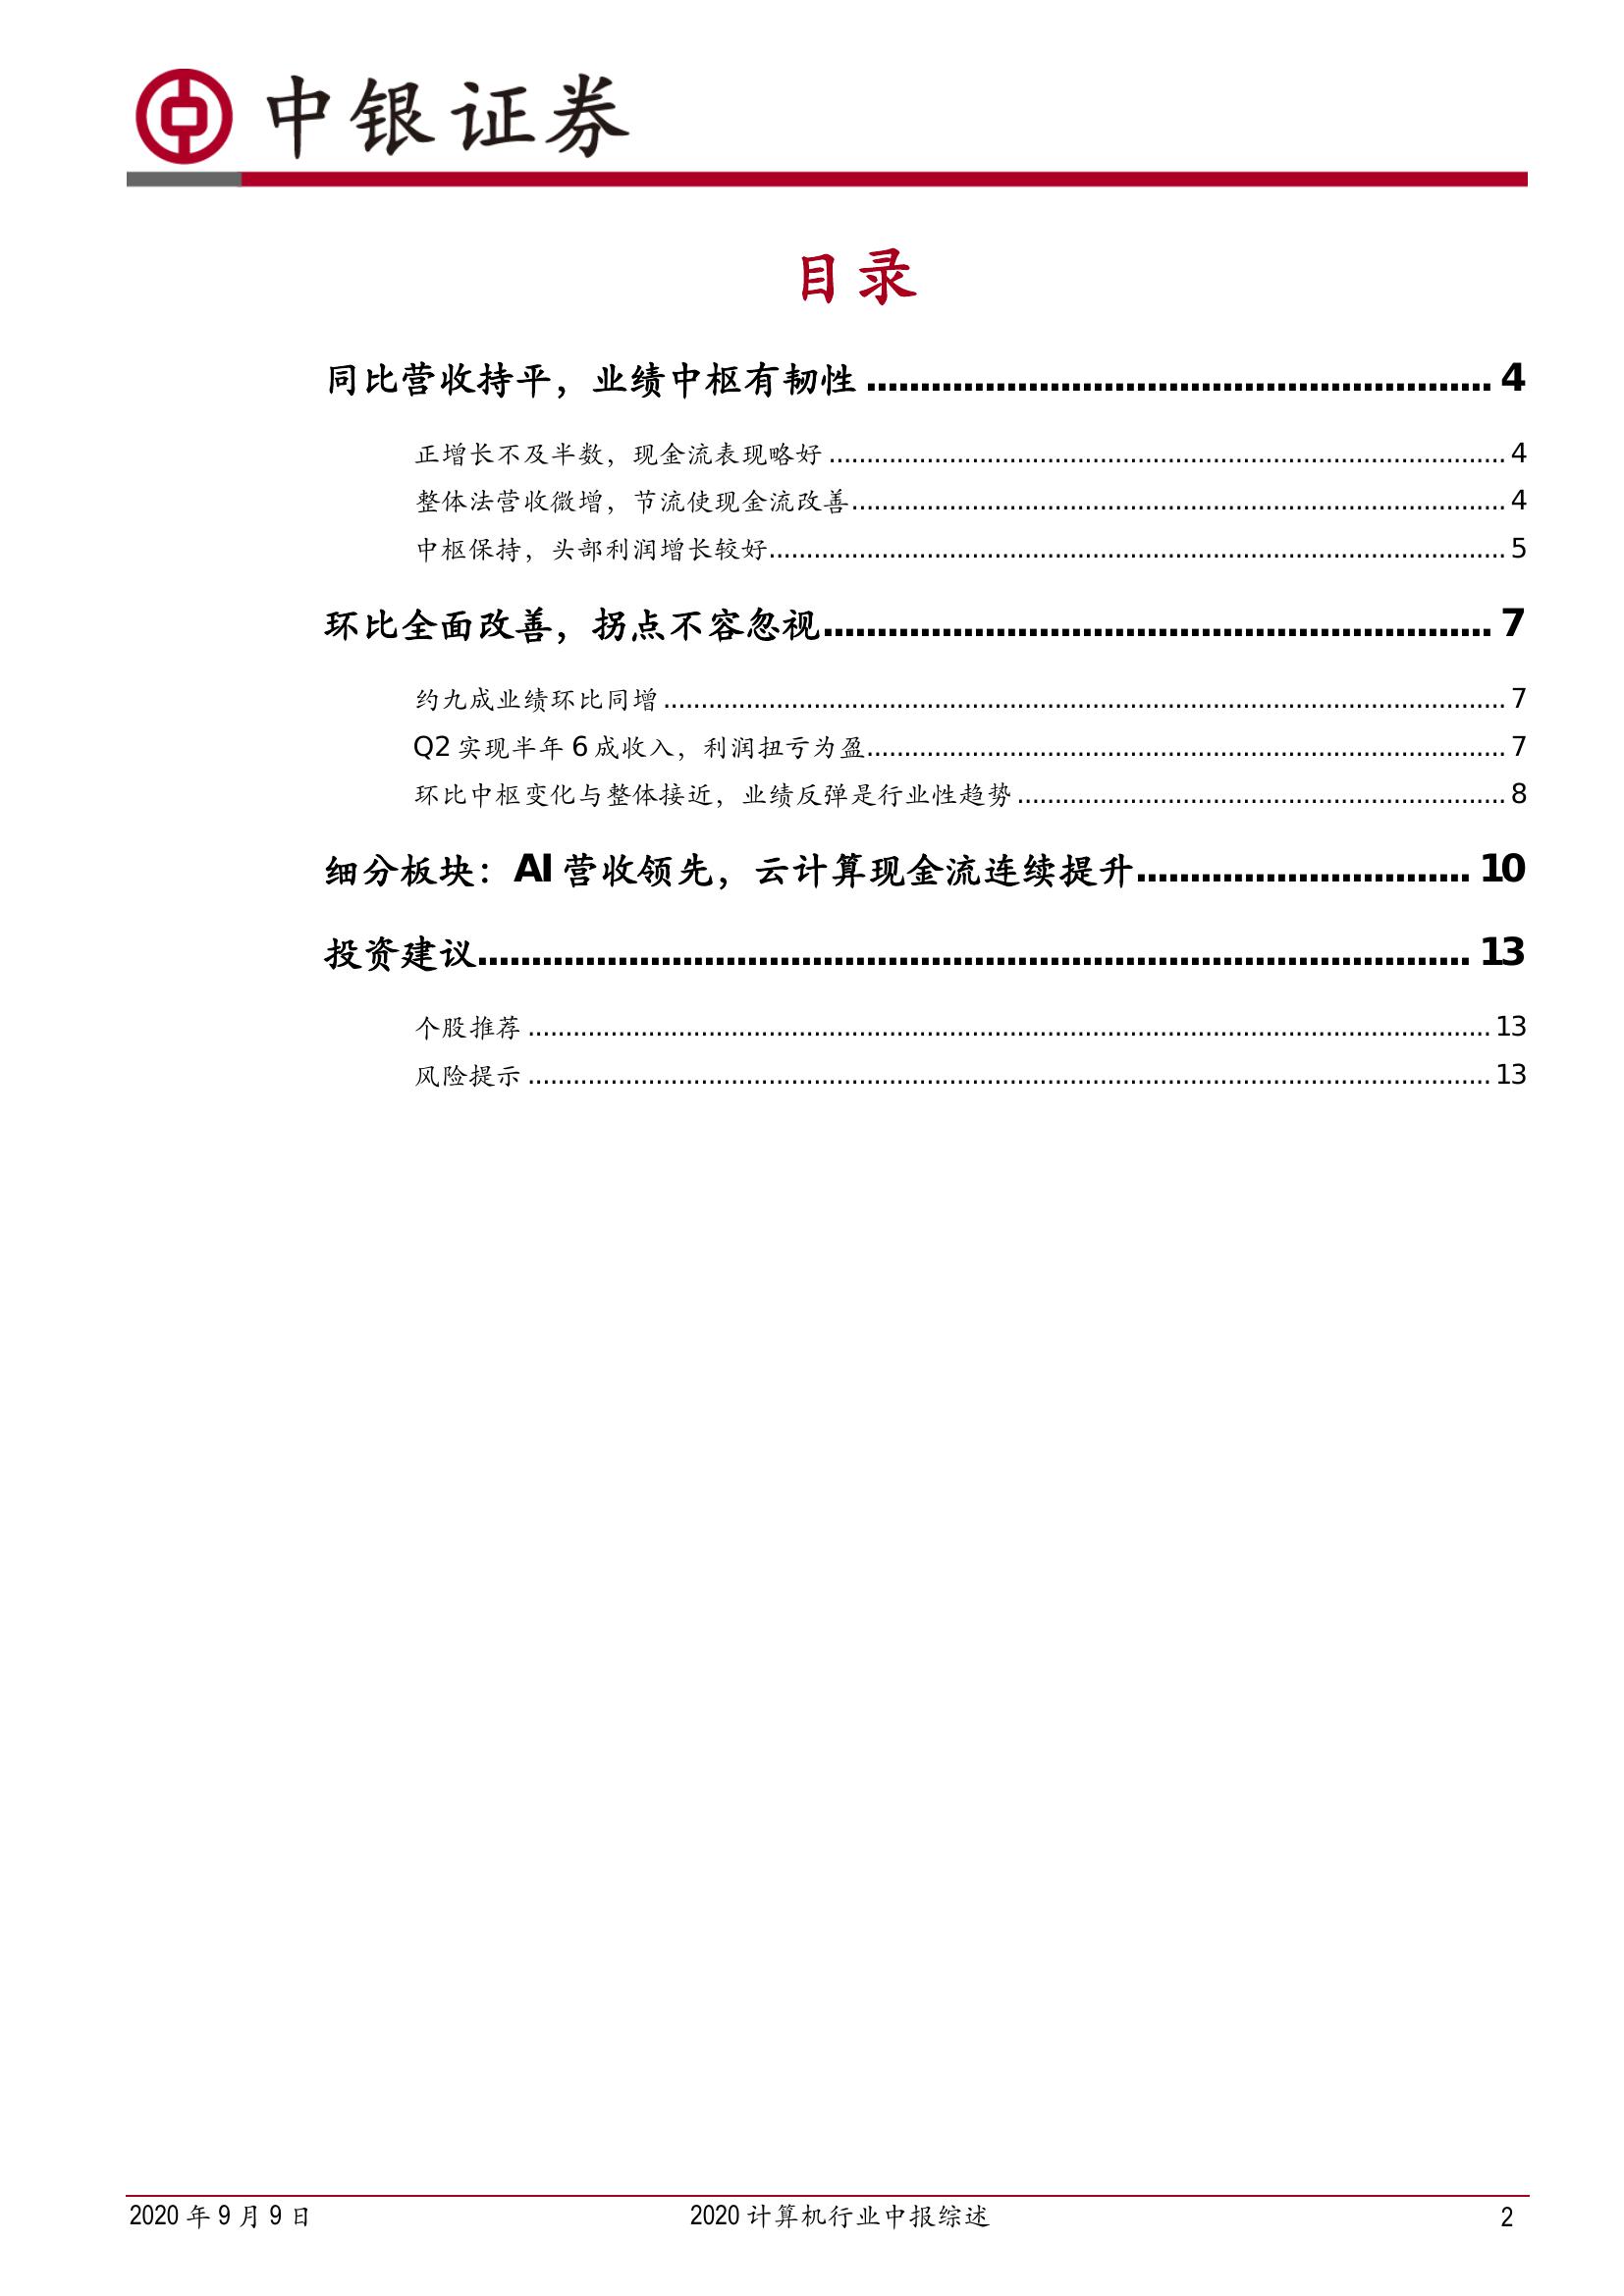 中银证券
目录
同比营收持平，业绩中枢有韧性 ........................................................ 4
正增长不及半数，现金流表现略好 ........................................................ 4
整体法营收微增，节流使现金流改善 ........................................................ 4
中枢保持，头部利润增长较好 ........................................................ 5
环比全面改善，拐点不容忽视 ........................................................ 7
约九成业绩环比同增 ........................................................ 7
Q2 实现半年 6 成收入，利润扭亏为盈 ........................................................ 7
环比中枢变化与整体接近，业绩反弹是行业性趋势 ........................................................ 8
细分板块：AI 营收领先，云计算现金流连续提升 .............................. 10
投资建议 ........................................................ 13
个股推荐 ........................................................ 13
风险提示 ........................................................ 13
2020 年 9 月 9 日 2020 计算机行业中报综述 2